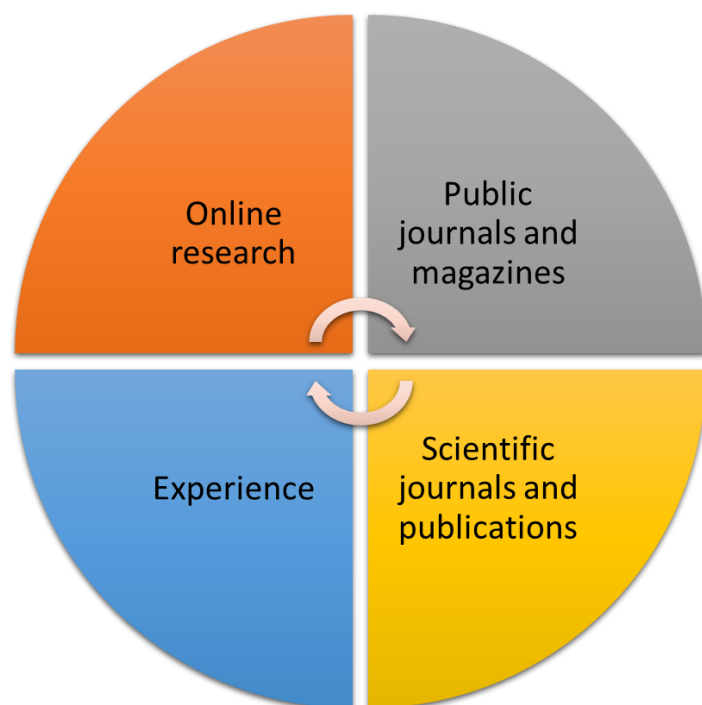 Online
research
Public
journals and
magazines
Experience
Scientific
journals and
publications